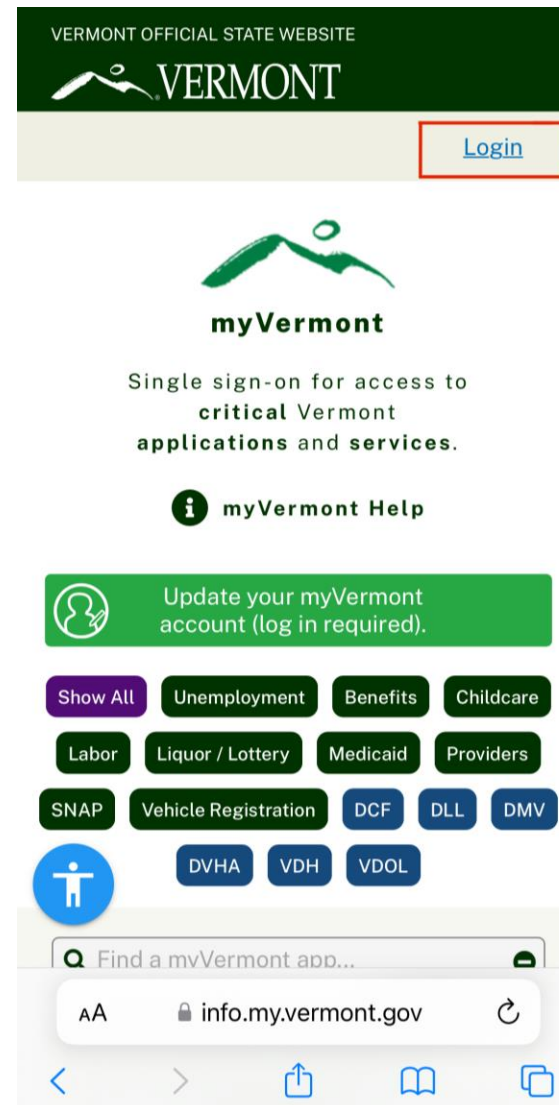 VERMONT OFFICIAL STATE WEBSITE
VERMONT
Login
myVermont
Single sign-on for access to
critical Vermont
applications and services.
myVermont Help
Update your myVermont
account (log in required).
Show All Unemployment Benefits Childcare
Labor Liquor / Lottery Medicaid Providers
SNAP Vehicle Registration DCF DLL DMV
DVHA VDH VDOL
Find a myVermont app...
AA info.my.vermont.gov